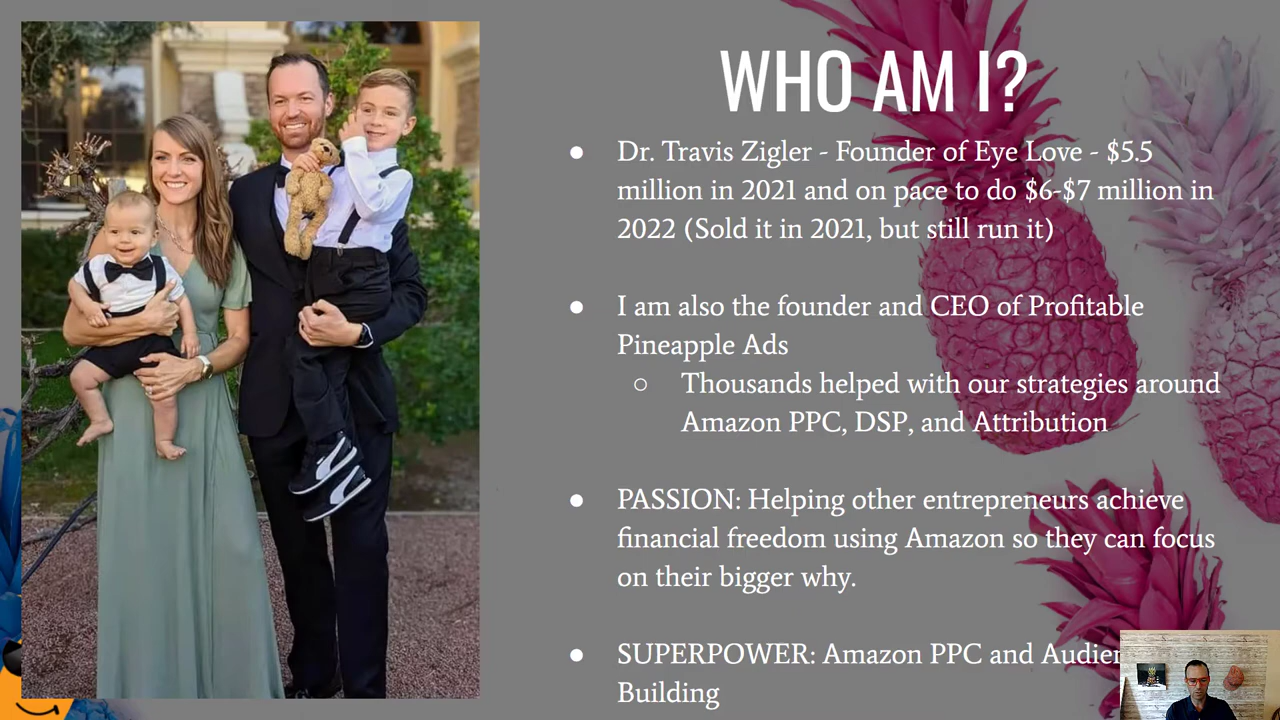 WHO AM I?
● Dr. Travis Zigler - Founder of Eye Love - $5.5
million in 2021 and on pace to do $6-$7 million in
2022 (Sold it in 2021, but still run it)
● I am also the founder and CEO of Profitable
Pineapple Ads
○ Thousands helped with our strategies around
Amazon PPC, DSP, and Attribution
● PASSION: Helping other entrepreneurs achieve
financial freedom using Amazon so they can focus
on their bigger why.
● SUPERPOWER: Amazon PPC and
Building